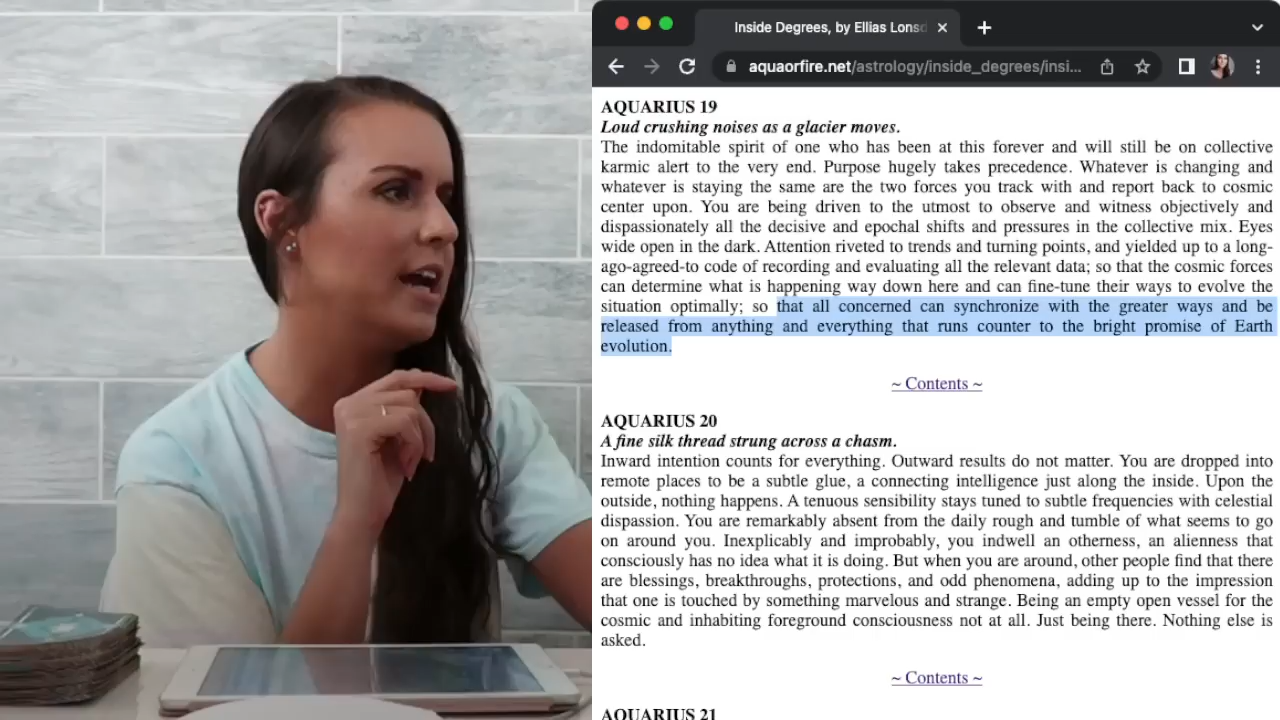 Inside Degrees, by Ellias Lonsd
aquaorfire.net/astrology/inside_degrees/insi...
AQUARIUS 19
Loud crushing noises as a glacier moves.
The indomitable spirit of one who has been at this forever and will still be on collective
karmic alert to the very end. Purpose hugely takes precedence. Whatever is changing and
whatever is staying the same are the two forces you track with and report back to cosmic
center upon. You are being driven to the utmost to observe and witness objectively and
dispassionately all the decisive and epochal shifts and pressures in the collective mix. Eyes
wide open in the dark. Attention riveted to trends and turning points, and yielded up to a long-
ago-agreed-to code of recording and evaluating all the relevant data; so that the cosmic forces
can determine what is happening way down here and can fine-tune their ways to evolve the
situation optimally; so that all concerned can synchronize with the greater ways and be
released from anything and everything that runs counter to the bright promise of Earth
evolution.
~ Contents ~
AQUARIUS 20
A fine silk thread strung across a chasm.
Inward intention counts for everything. Outward results do not matter. You are dropped into
remote places to be a subtle glue, a connecting intelligence just along the inside. Upon the
outside, nothing happens. A tenuous sensibility stays tuned to subtle frequencies with celestial
dispassion. You are remarkably absent from the daily rough and tumble of what seems to go
on around you. Inexplicably and improbably, you indwell an otherness, an alienness that
consciously has no idea what it is doing. But when you are around, other people find that there
are blessings, breakthroughs, protections, and odd phenomena, adding up to the impression
that one is touched by something marvelous and strange. Being an empty open vessel for the
cosmic and inhabiting foreground consciousness not at all. Just being there. Nothing else is
asked.
~ Contents ~
AQUARIUS 21